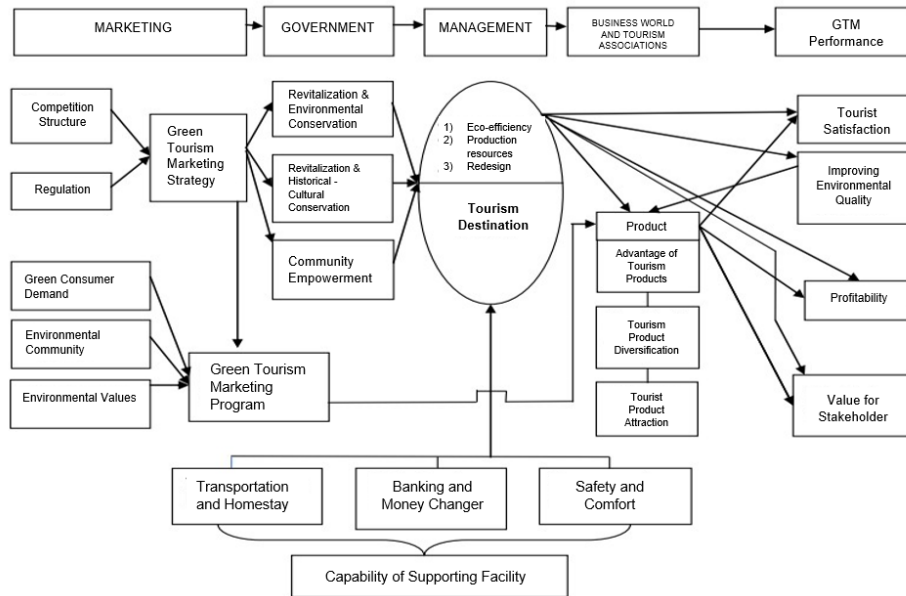 MARKETING
GOVERNMENT
MANAGEMENT
BUSINESS WORLD
AND TOURISM
ASSOCIATIONS
GTM
Performance
Competition
Structure
Regulation
Green
Tourism
Marketing
Strategy
Revitalization &
Environmental
Conservation
Revitalization &
Historical -
Cultural
Conservation
Community
Empowerment
1) Eco-efficiency
2) Production
resources
3) Redesign
Tourism
Destination
Product
Advantage of
Tourism
Products
Tourism
Product
Diversification
Tourist
Product
Attraction
Tourist
Satisfaction
Improving
Environmental
Quality
Profitability
Value for
Stakeholder
Green Consumer
Demand
Environmental
Community
Environmental Values
Green Tourism
Marketing
Program
Transportation
and Homestay
Banking and
Money Changer
Safety and
Comfort
Capability of Supporting Facility